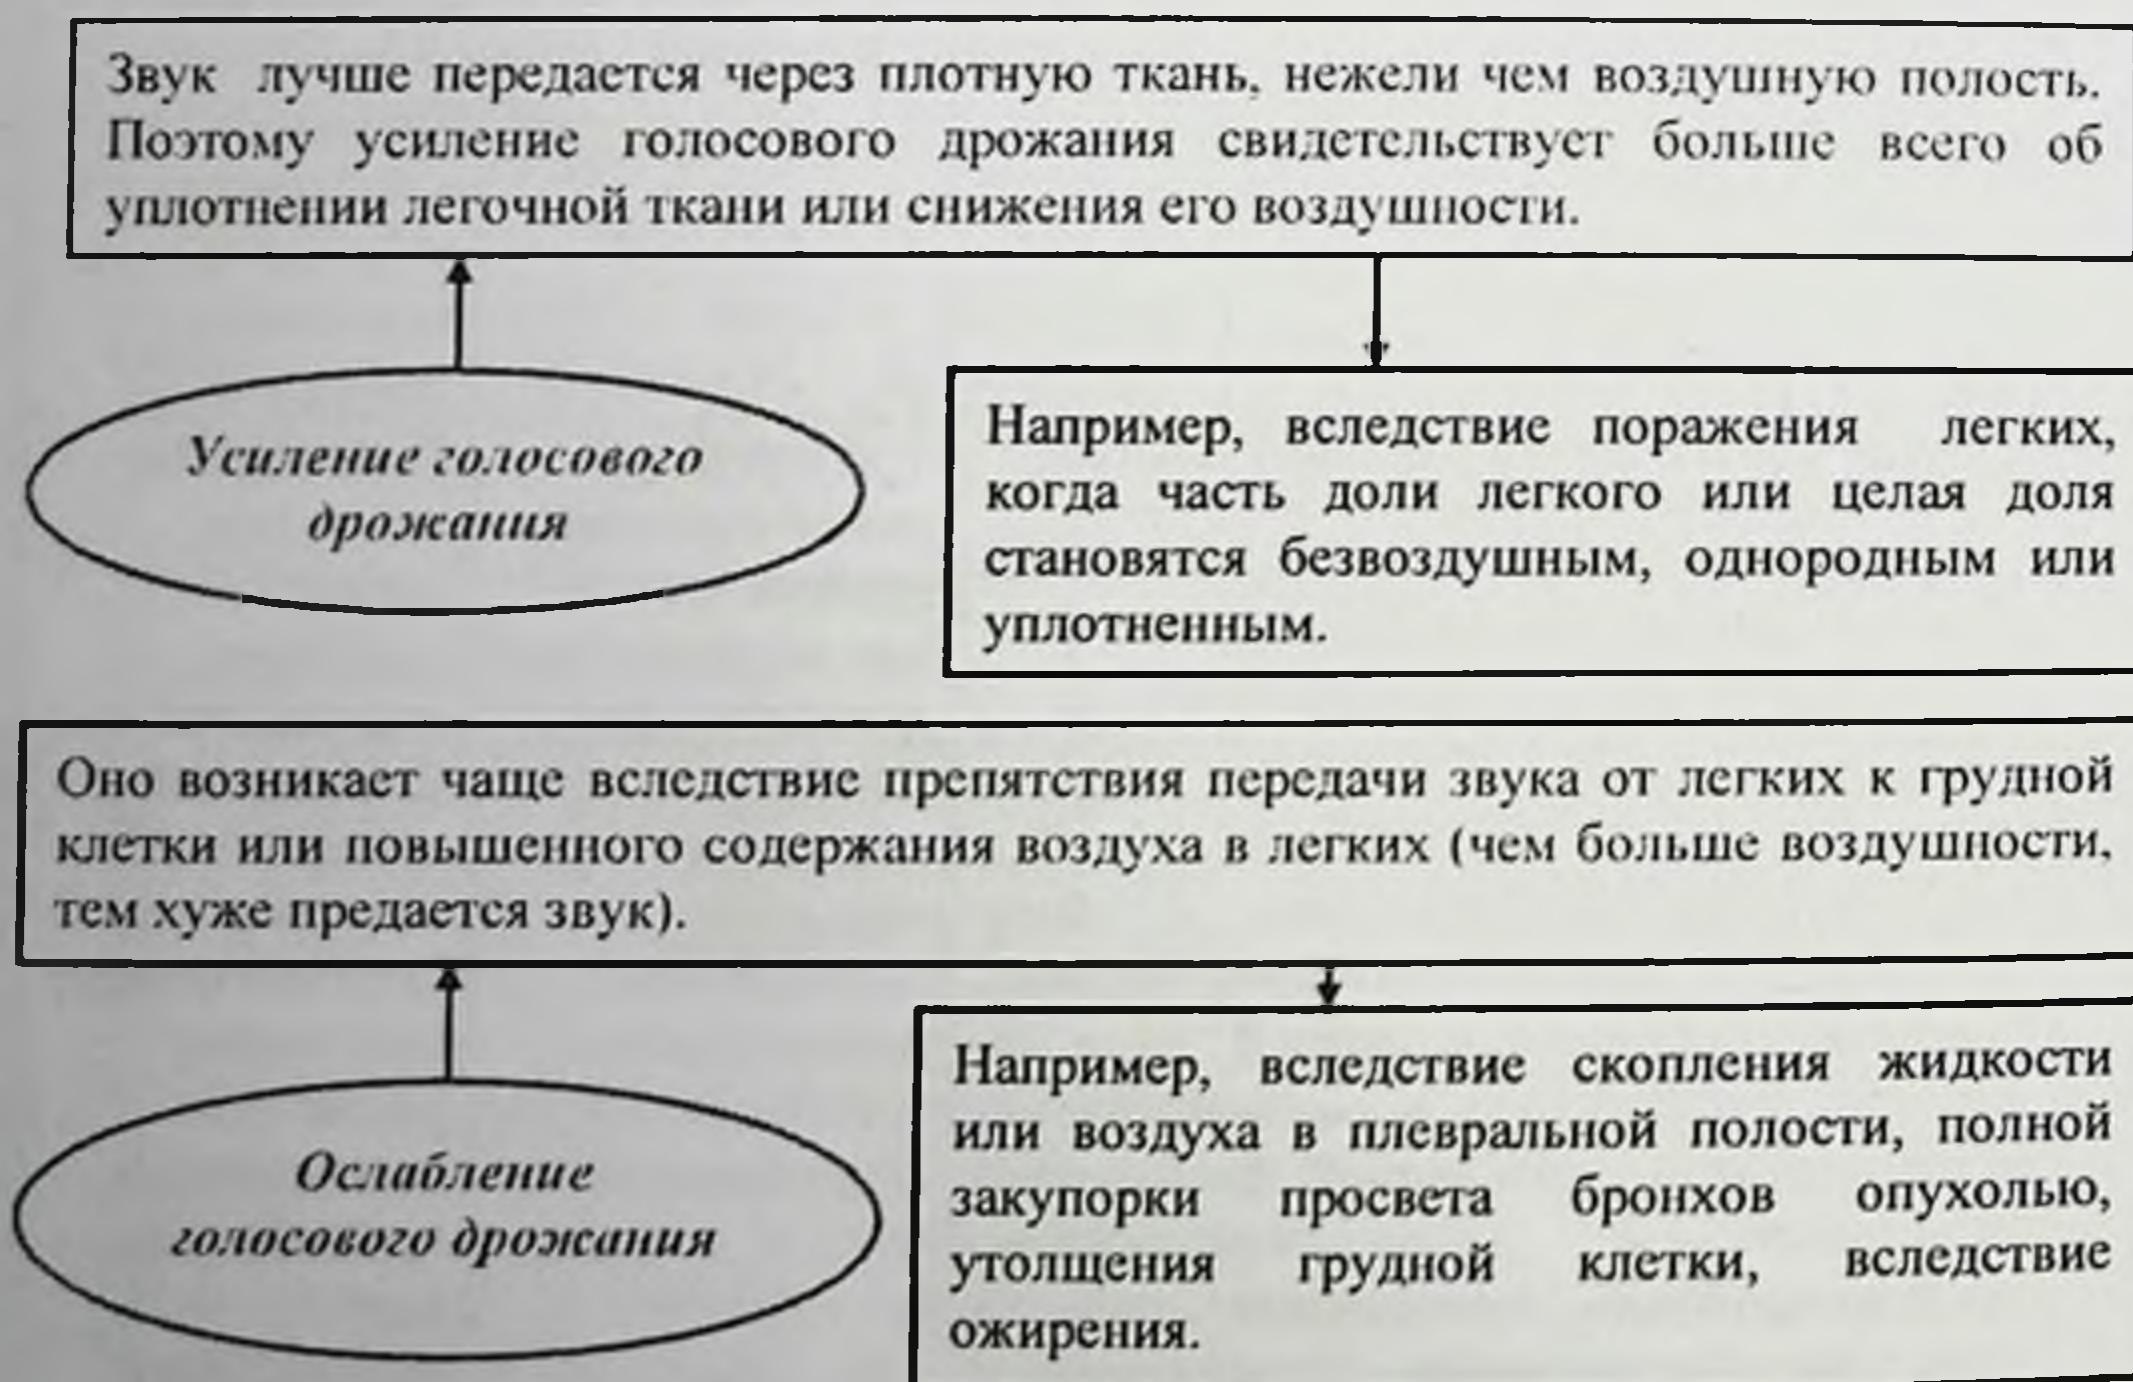 Звук лучше передается через плотную ткань, нежели чем воздушную полость.
Поэтому усиление голосового дрожания свидетельствует больше всего об
уплотнении легочной ткани или снижения его воздушности.
Усиление голосового
дрожания
Например, вследствие поражения легких,
когда часть доли легкого или целая доля
становятся безвоздушным, однородным или
уплотненным.
Оно возникает чаще вследствие препятствия передачи звука от легких к грудной
клетки или повышенного содержания воздуха в легких (чем больше воздушности,
тем хуже предается звук).
Ослабление
голосового дрожания
Например, вследствие скопления жидкости
или воздуха в плевральной полости, полной
закупорки просвета бронхов опухолью,
утолщения грудной клетки, вследствие
ожирения.